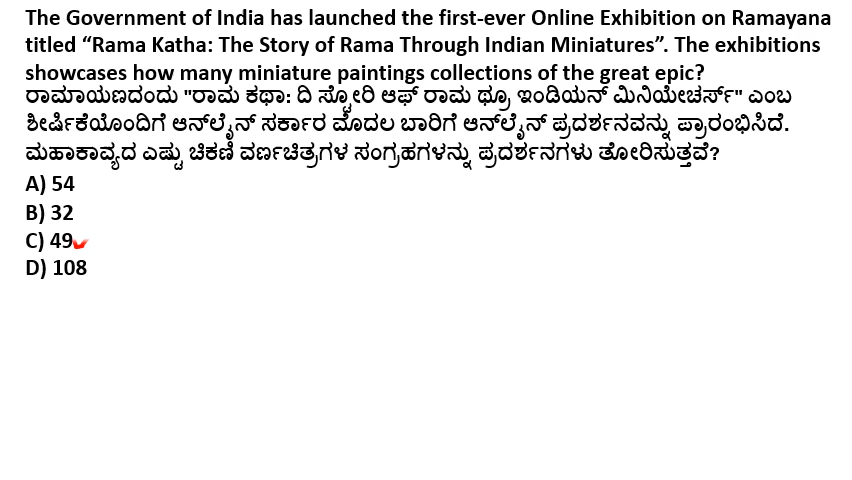 The Government of India has launched the first-ever Online Exhibition on Ramayana
titled “Rama Katha: The Story of Rama Through Indian Miniatures”. The exhibitions
showcases how many miniature paintings collections of the great epic?
ರಾಮಾಯಣದಂದು "ರಾಮ ಕಥಾ: ದಿ ಸ್ಟೋರಿ ಆಫ್ ರಾಮ ಥ್ರೂ ಇಂಡಿಯನ್ ಮಿನಿಯೇಚರ್ಸ್" ಎಂಬ
ಶೀರ್ಷಿಕೆಯೊಂದಿಗೆ ಆನ್‌ಲೈನ್ ಸರ್ಕಾರ ಮೊದಲ ಬಾರಿಗೆ ಆನ್‌ಲೈನ್ ಪ್ರದರ್ಶನವನ್ನು ಪ್ರಾರಂಭಿಸಿದೆ.
ಮಹಾಕಾವ್ಯದ ಎಷ್ಟು ಚಿಕಣಿ ವರ್ಣಚಿತ್ರಗಳ ಸಂಗ್ರಹಗಳನ್ನು ಪ್ರದರ್ಶನಗಳು ತೋರಿಸುತ್ತವೆ?
A) 54
B) 32
C) 49
D) 108